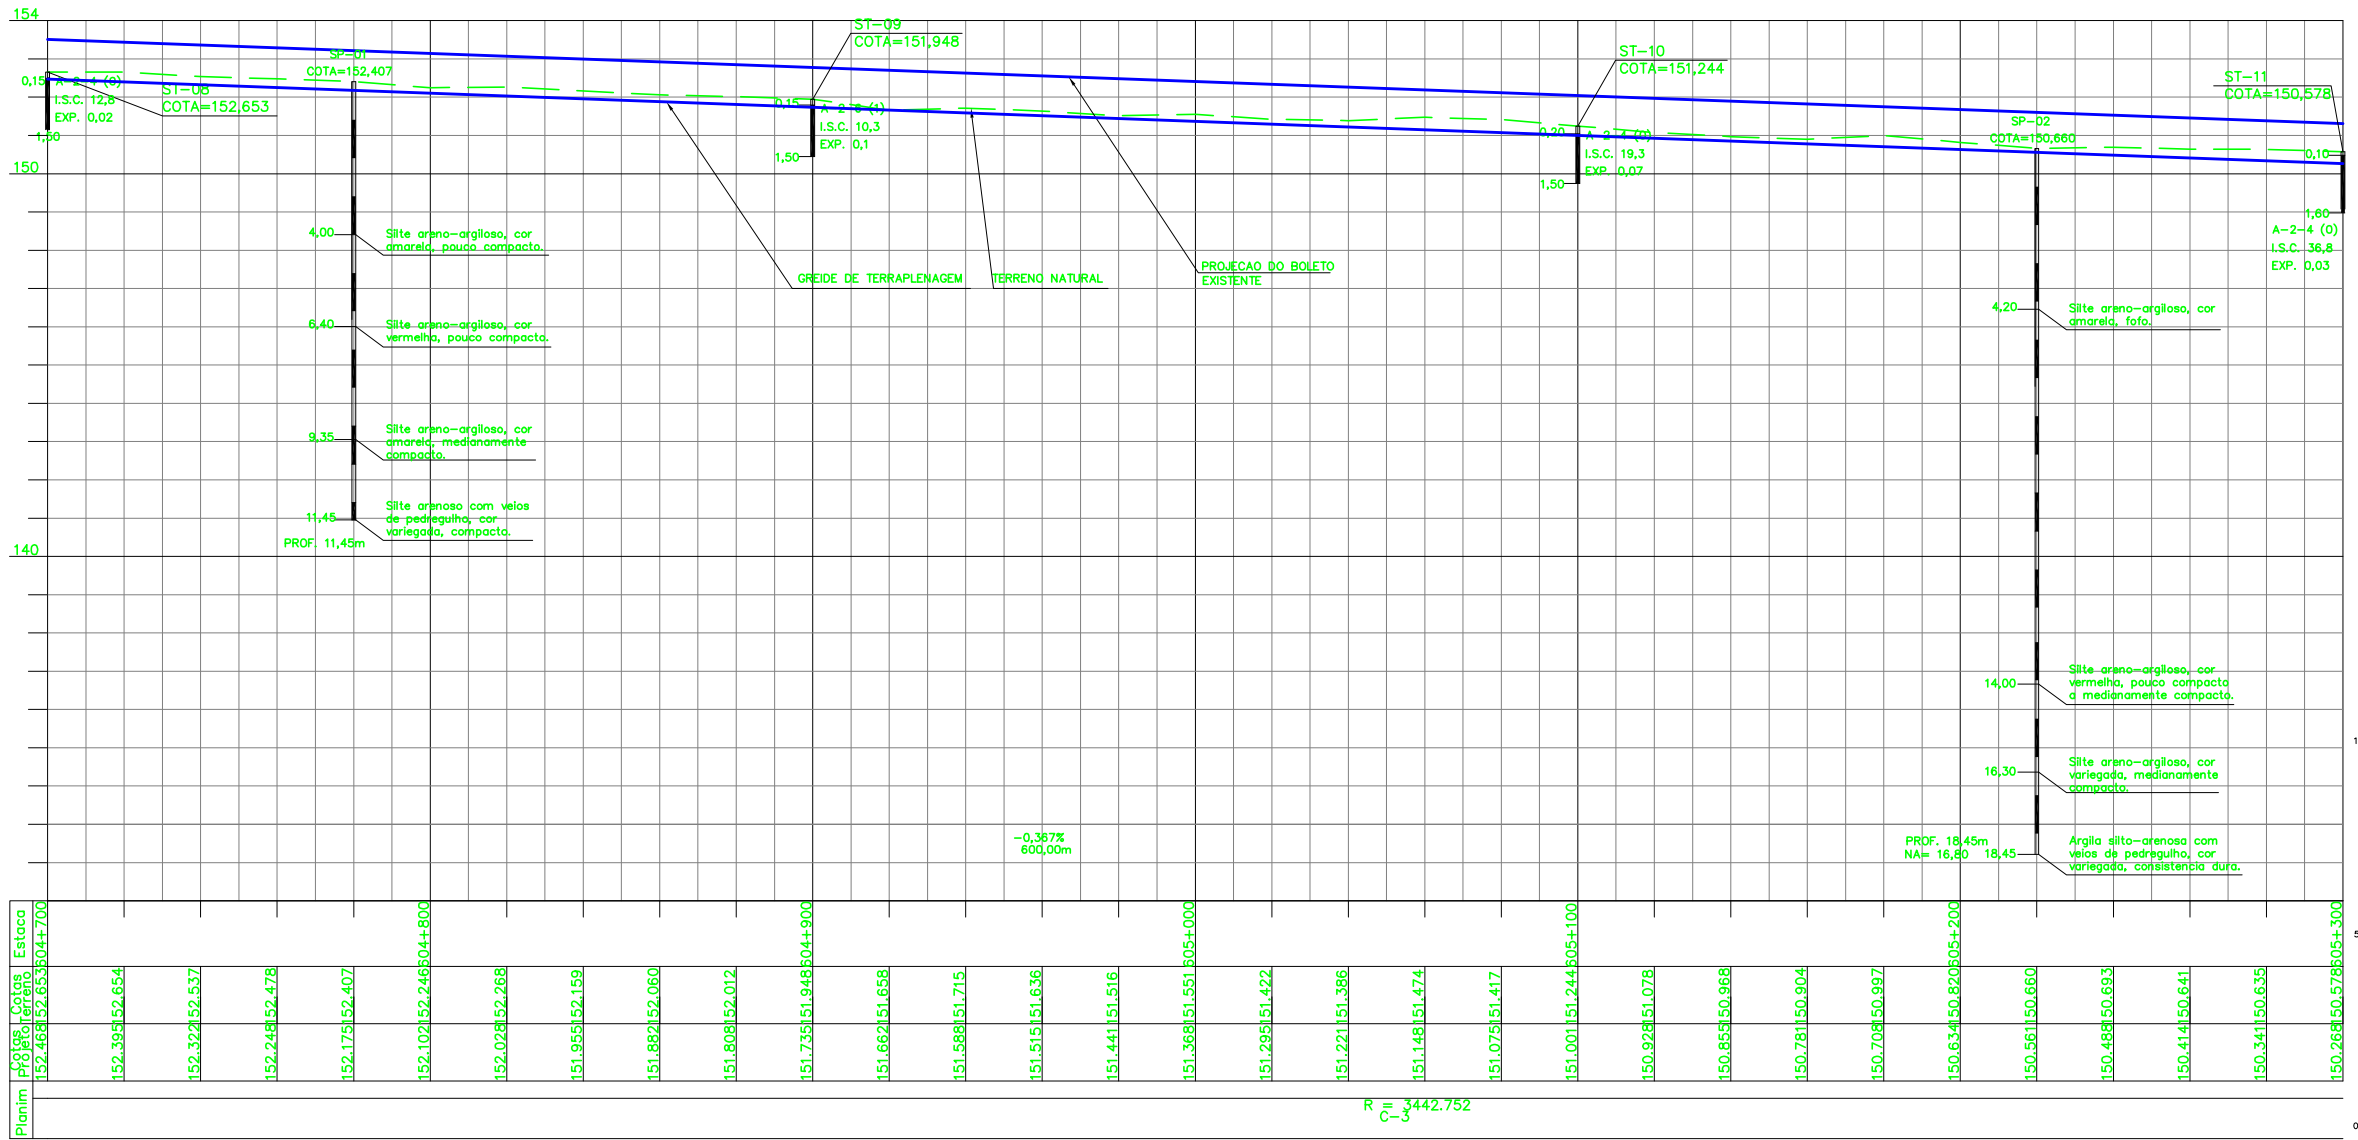 154
ST-09
COTA=151,948
SP-01
COTA=152,407
ST-10
COTA=151,244
ST-11
COTA=150,578
0,15
A-2-4 (0)
I.S.C. 12,8
EXP. 0,02
1,50
ST-08
COTA=152,653
0,15
A-2-6 (1)
I.S.C. 10,3
EXP. 0,1
1,50
0,20
A-2-4 (0)
I.S.C. 19,3
EXP. 0,07
1,50
SP-02
COTA=150,660
0,10
1,60
A-2-4 (0)
I.S.C. 36,8
EXP. 0,03
150
4,00
Silte areno-argiloso, cor
amarela, pouco compacto.
GREIDE DE TERRAPLENAGEM
TERRENO NATURAL
PROJECAO DO BOLETO
EXISTENTE
6,40
Silte areno-argiloso, cor
vermelha, pouco compacto.
4,20
Silte areno-argiloso, cor
amarela, fofo.
9,35
Silte areno-argiloso, cor
amarela, medianamente
compacto.
11,45
Silte arenoso com veios
de pedregulho, cor
variegada, compacto.
PROF. 11,45m
140
14,00
Silte areno-argiloso, cor
vermelha, pouco compacto
a medianamente compacto.
16,30
Silte areno-argiloso, cor
variegada, medianamente
compacto.
-0,367%
600,00m
PROF. 18,45m
NA= 16,80
18,45
Argila silto-arenosa com
veios de pedregulho, cor
variegada, consistencia dura.
Estaca
604+700
604+800
604+900
605+000
605+100
605+200
605+300
Cotas
Terreno
152.653
152.654
152.537
152.478
152.407
152.246
152.268
152.159
152.060
152.012
151.948
151.658
151.715
151.636
151.516
151.551
151.422
151.386
151.474
151.417
151.244
151.078
150.968
150.904
150.997
150.820
150.660
150.693
150.641
150.635
150.578
Cotas
Projeto
152.468
152.395
152.322
152.248
152.175
152.102
152.028
151.955
151.882
151.808
151.735
151.662
151.588
151.515
151.441
151.368
151.295
151.221
151.148
151.075
151.001
150.928
150.855
150.781
150.708
150.634
150.561
150.488
150.414
150.341
150.268
Planim
R = 3442.752
C-3